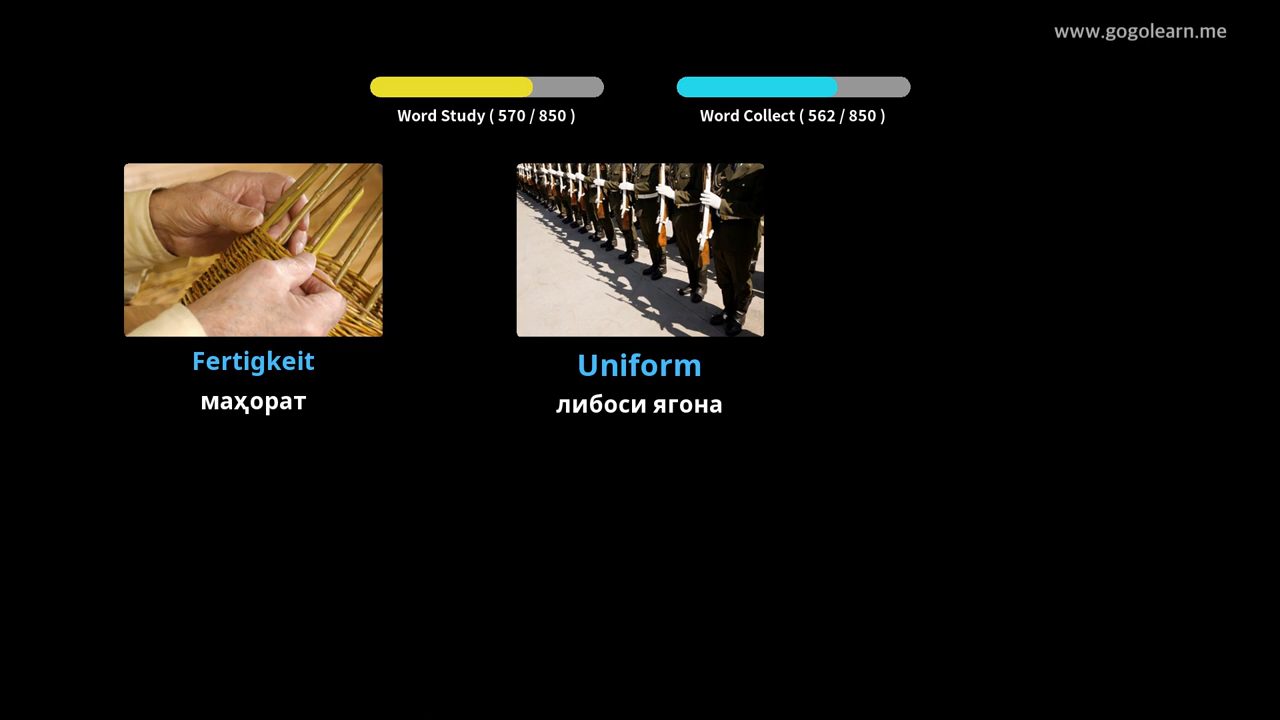 www.gogolearn.me
Word Study ( 570 / 850 )
Word Collect ( 562 / 850 )
Fertigkeit
маҳорат
Uniform
либоси ягона